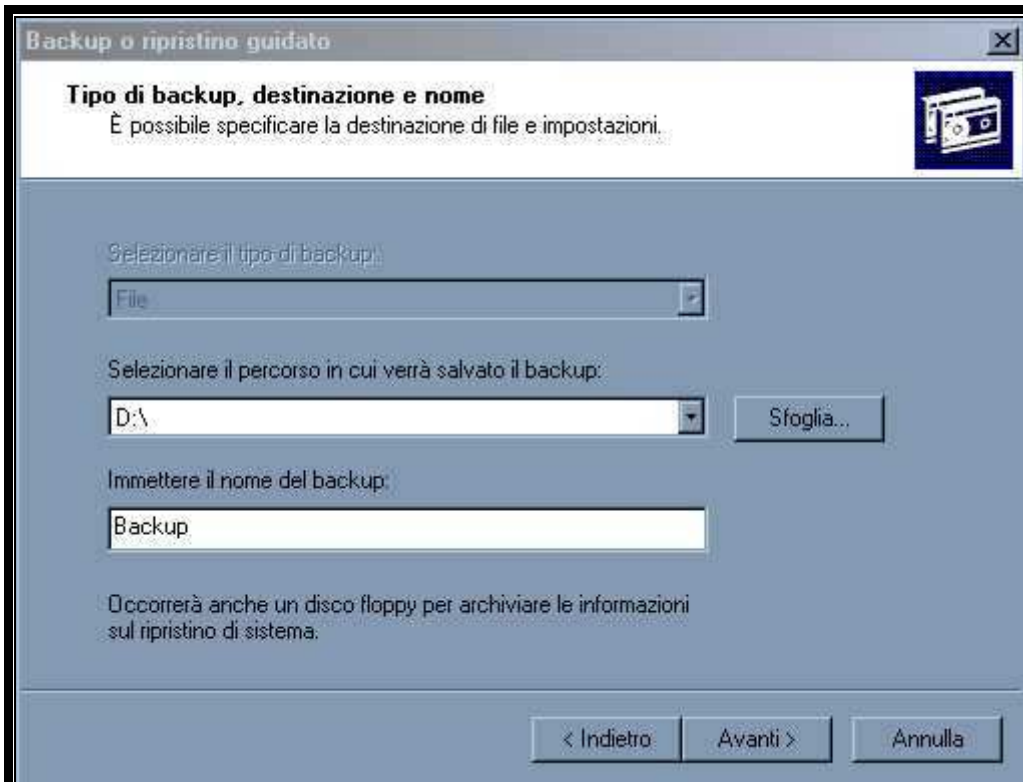 Backup o ripristino guidato
Tipo di backup, destinazione e nome
È possibile specificare la destinazione di file e impostazioni.
Selezionare il tipo di backup:
File
Selezionare il percorso in cui verrà salvato il backup:
D:\
Sfoglia...
Immettere il nome del backup:
Backup
Occorrerà anche un disco floppy per archiviare le informazioni
sul ripristino di sistema.
< Indietro
Avanti >
Annulla